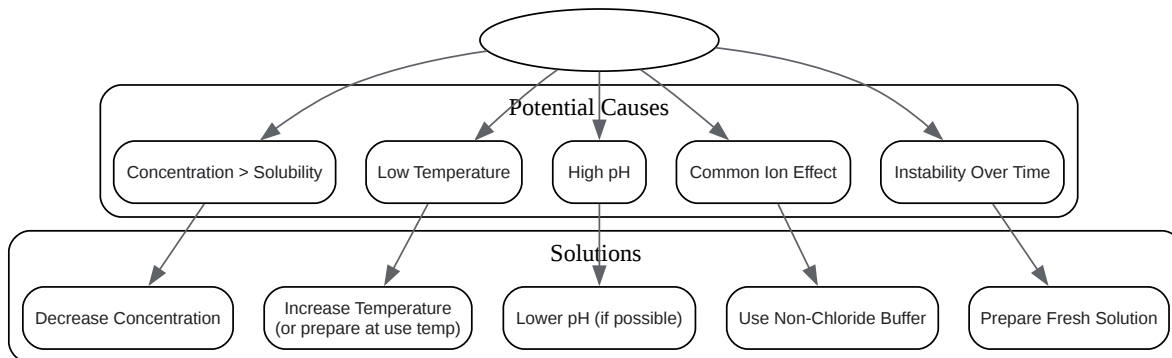 Potential Causes
Concentration > Solubility
Low Temperature
High pH
Common Ion Effect
Instability Over Time
Solutions
Decrease Concentration
Increase Temperature
(or prepare at use temp)
Lower pH (if possible)
Use Non-Chloride Buffer
Prepare Fresh Solution